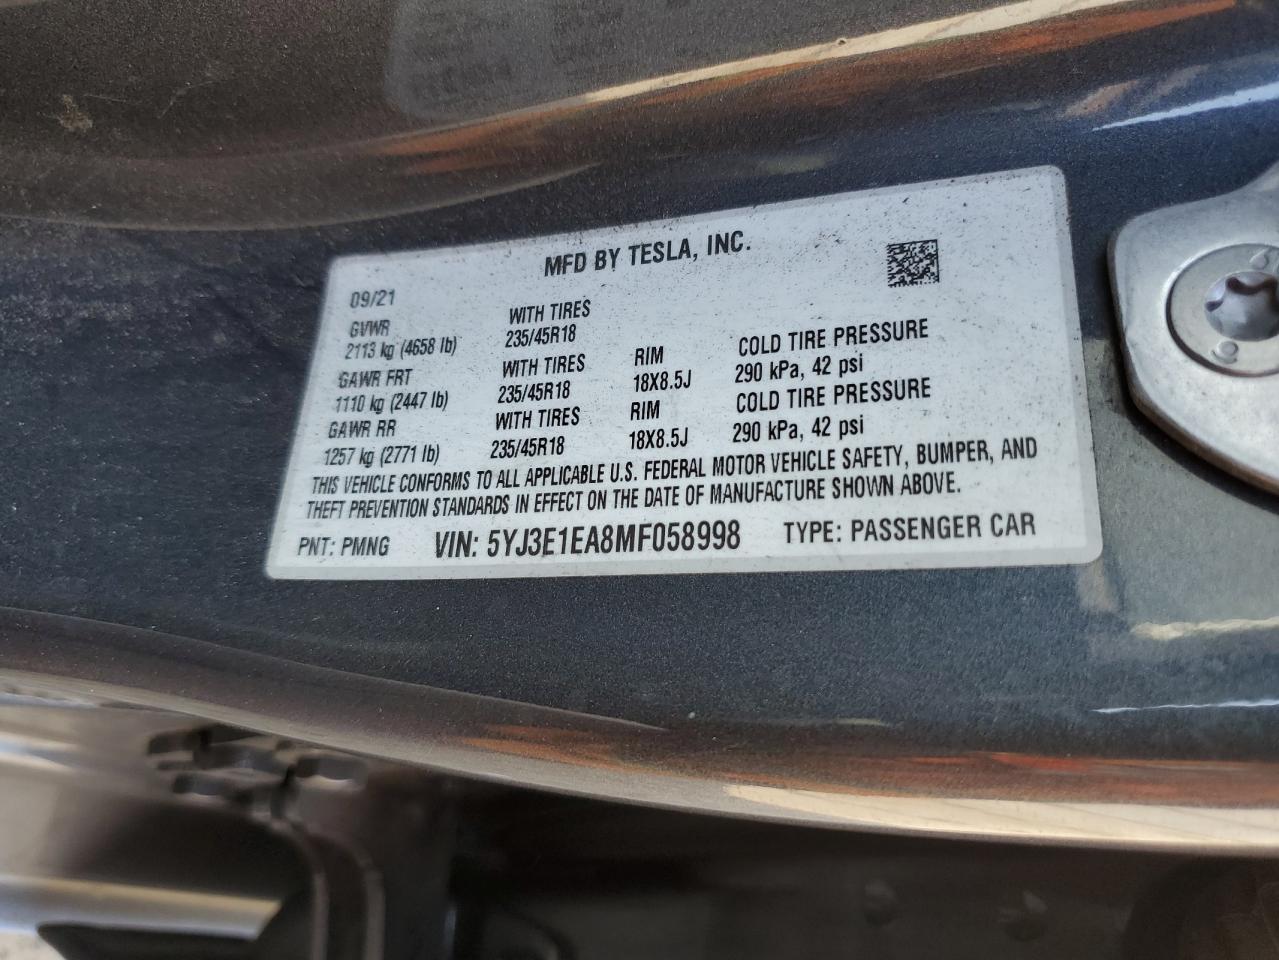 MFD BY TESLA, INC.
09/21
GVWR WITH TIRES
2113 kg (4658 lb) 235/45R18
GAWR FRT WITH TIRES RIM COLD TIRE PRESSURE
1110 kg (2447 lb) 235/45R18 18X8.5J 290 kPa, 42 psi
GAWR RR WITH TIRES RIM COLD TIRE PRESSURE
1257 kg (2771 lb) 235/45R18 18X8.5J 290 kPa, 42 psi
THIS VEHICLE CONFORMS TO ALL APPLICABLE U.S. FEDERAL MOTOR VEHICLE SAFETY, BUMPER, AND
THEFT PREVENTION STANDARDS IN EFFECT ON THE DATE OF MANUFACTURE SHOWN ABOVE.
PNT: PMNG VIN: 5YJ3E1EA8MF058998 TYPE: PASSENGER CAR